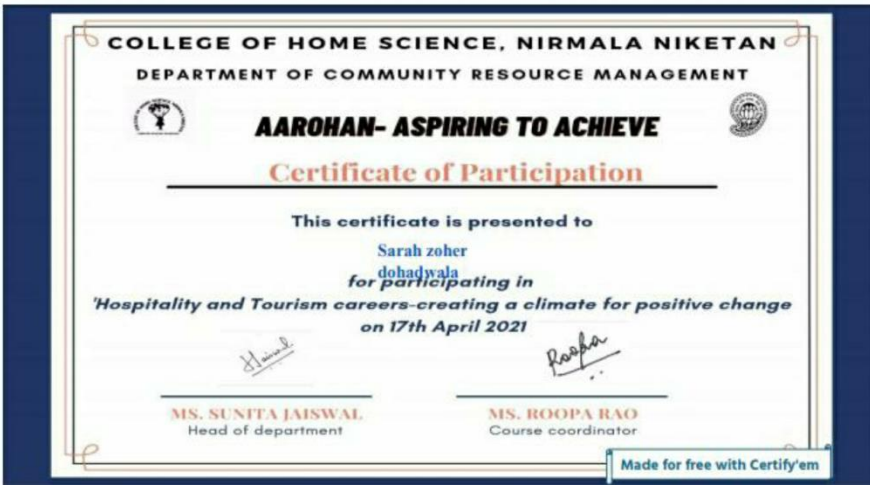 COLLEGE OF HOME SCIENCE, NIRMALA NIKETAN
DEPARTMENT OF COMMUNITY RESOURCE MANAGEMENT
AAROHAN- ASPIRING TO ACHIEVE
Certificate of Participation
This certificate is presented to
Sarah zoher
dohadwala
for participating in
'Hospitality and Tourism careers-creating a climate for positive change
on 17th April 2021
Roopa
MS. SUNITA JAISWAL
MS. ROOPA RAO
Head of department
Course coordinator
Made for free with Certify'em